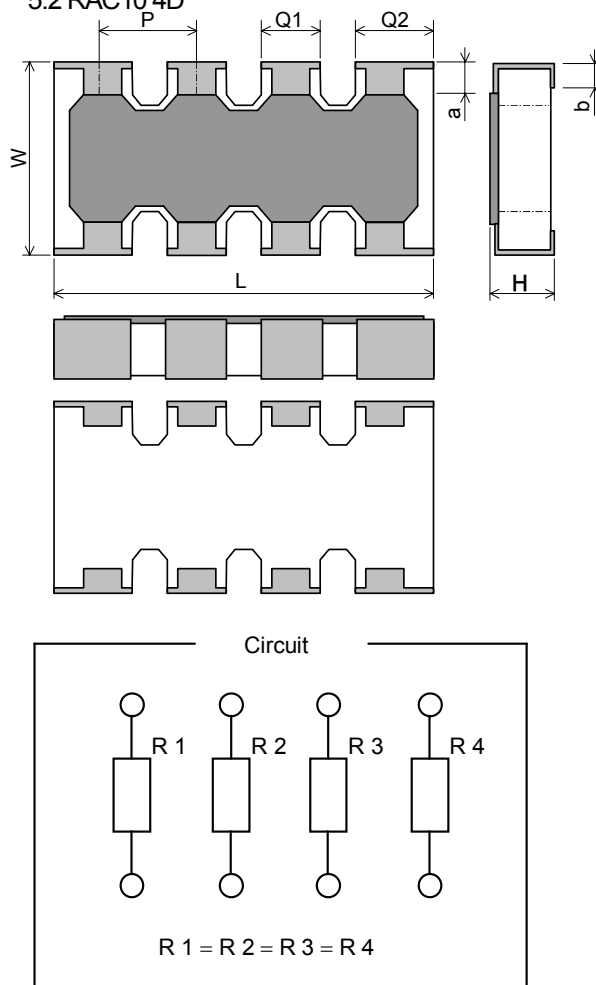 5.2 RAC10 4D
P
Q1
Q2
W
a
b
L
H
Circuit
R 1
R 2
R 3
R 4
R 1 = R 2 = R 3 = R 4